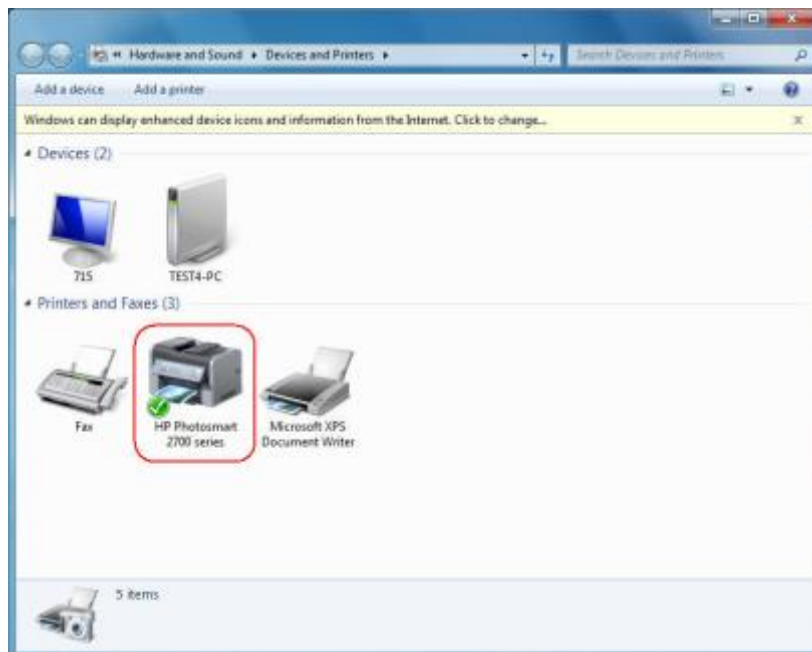 « Hardware and Sound ▸ Devices and Printers ▸
Search Devices and Printers
Add a device Add a printer
Windows can display enhanced device icons and information from the Internet. Click to change...
Devices (2)
715
TEST4-PC
Printers and Faxes (3)
Fax
HP Photosmart
2700 series
Microsoft XPS
Document Writer
5 items